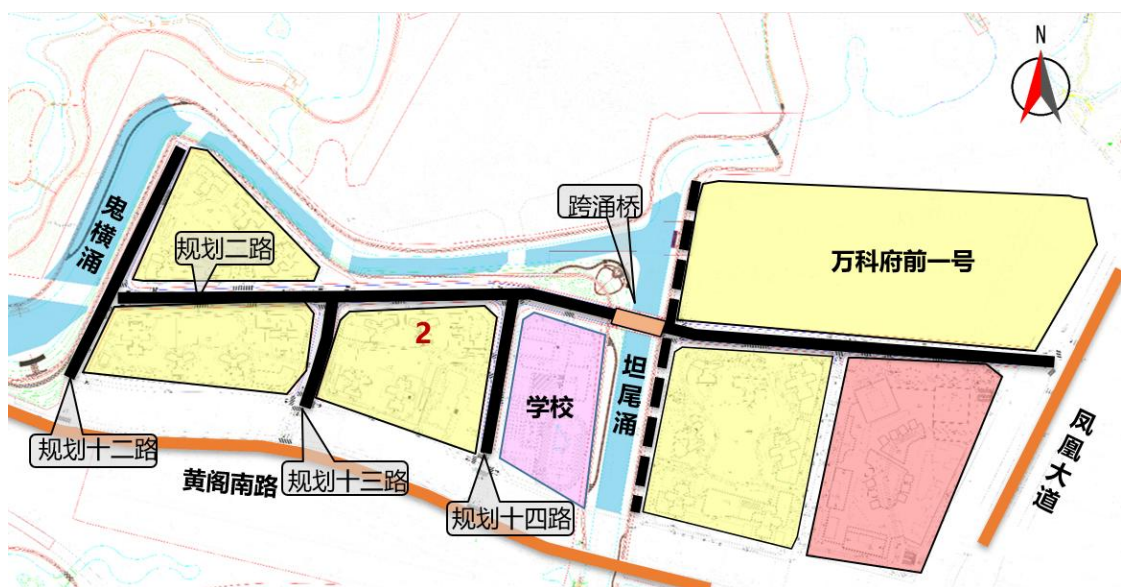 N
跨涌桥
鬼横涌
规划二路
万科府前一号
2
坦尾涌
学校
凤凰大道
规划十二路
黄阁南路
规划十三路
规划十四路